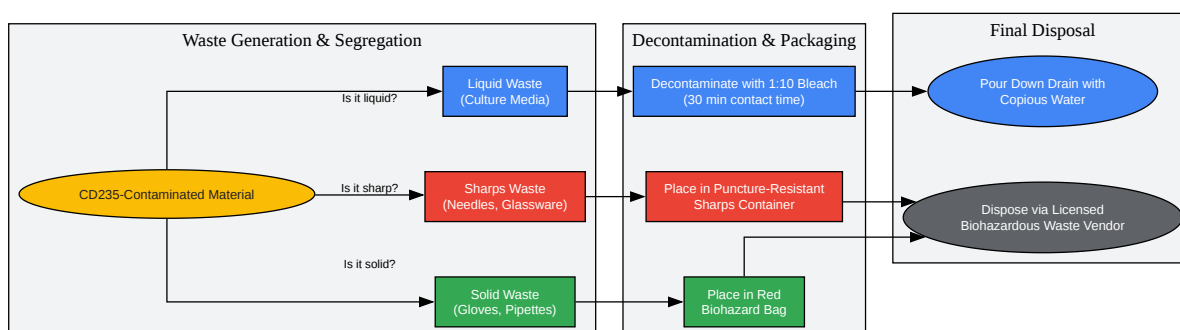 Waste Generation & Segregation
Decontamination & Packaging
Final Disposal
Is it liquid?
Liquid Waste
(Culture Media)
Decontaminate with 1:10 Bleach
(30 min contact time)
Pour Down Drain with
Copious Water
CD235-Contaminated Material
Is it sharp?
Sharps Waste
(Needles, Glassware)
Place in Puncture-Resistant
Sharps Container
Dispose via Licensed
Biohazardous Waste Vendor
Is it solid?
Solid Waste
(Gloves, Pipettes)
Place in Red
Biohazard Bag